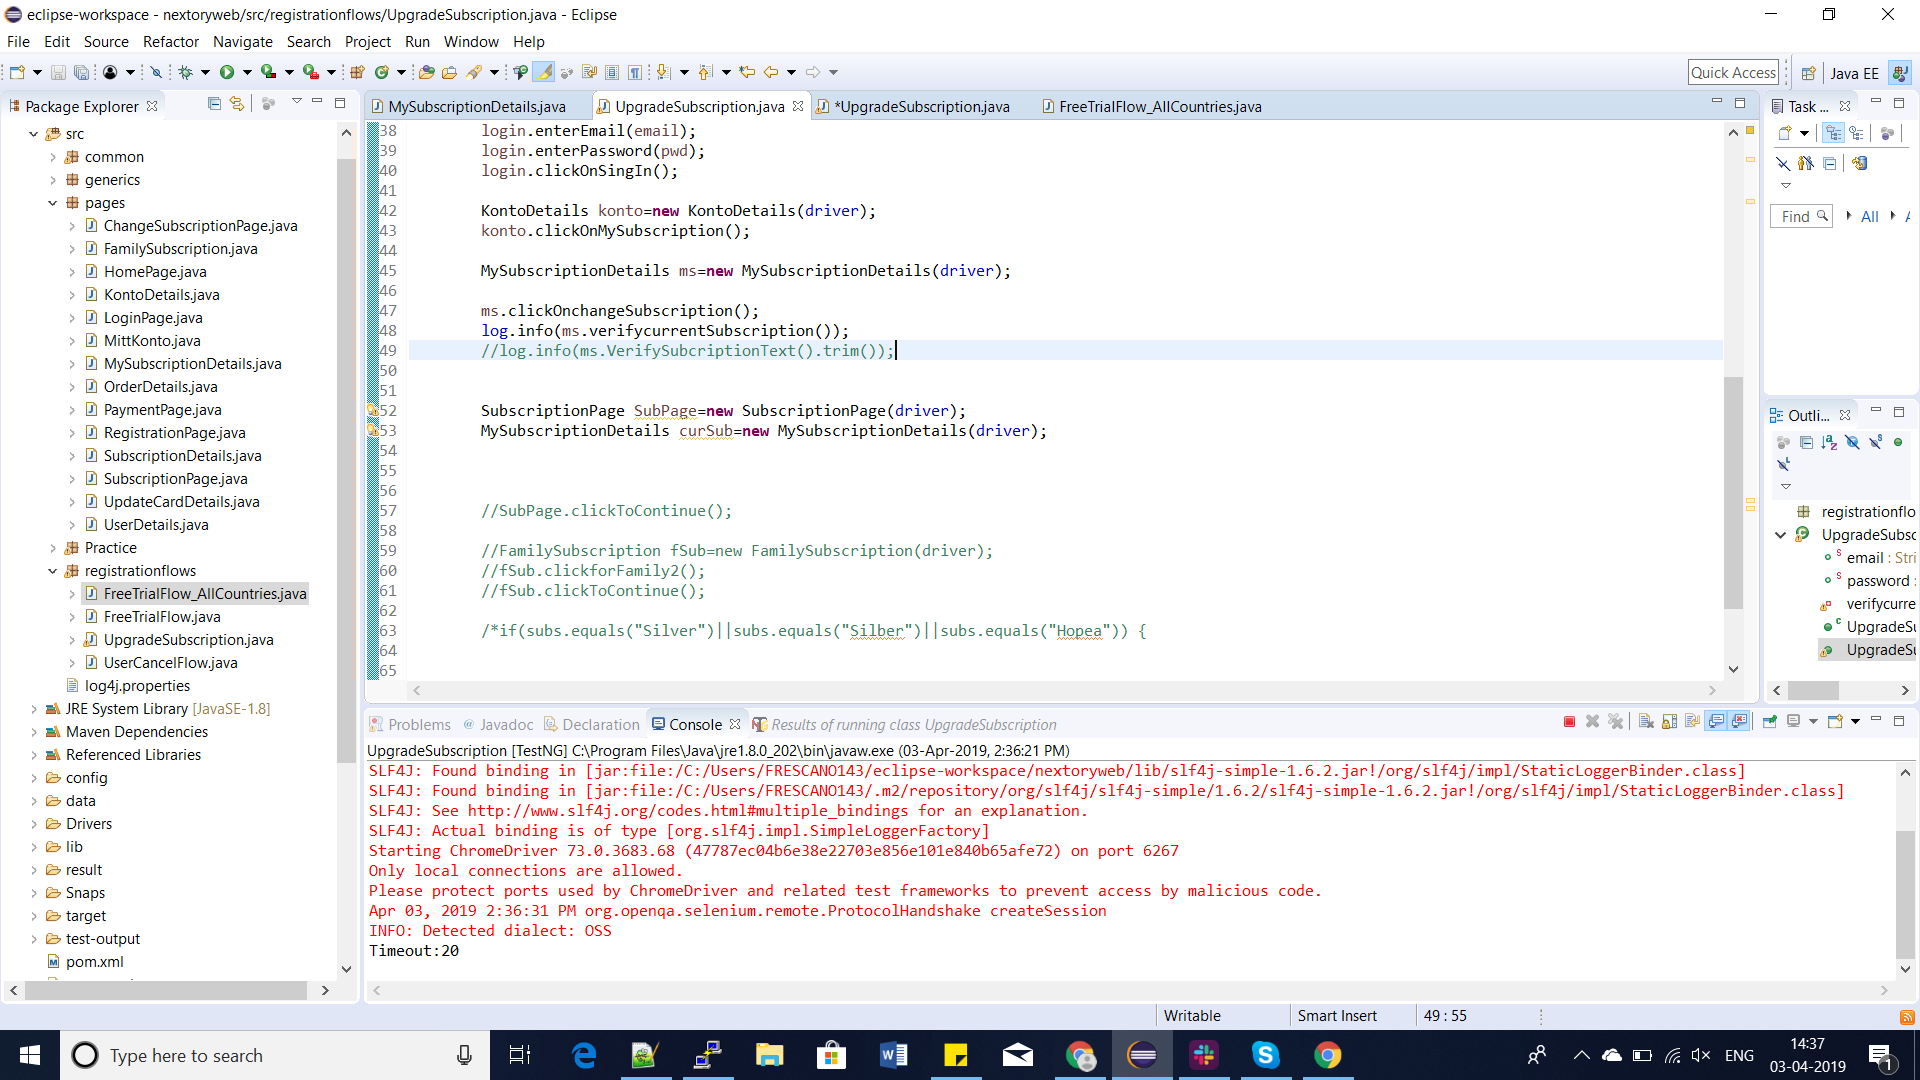 eclipse-workspace - nextoryweb/src/registrationflows/UpgradeSubscription.java - Eclipse
File Edit Source Refactor Navigate Search Project Run Window Help
Quick Access
Java EE
Package Explorer
src
common
generics
pages
ChangeSubscriptionPage.java
FamilySubscription.java
HomePage.java
KontoDetails.java
LoginPage.java
MittKonto.java
MySubscriptionDetails.java
OrderDetails.java
PaymentPage.java
RegistrationPage.java
SubscriptionDetails.java
SubscriptionPage.java
UpdateCardDetails.java
UserDetails.java
Practice
registrationflows
FreeTrialFlow_AllCountries.java
FreeTrialFlow.java
UpgradeSubscription.java
UserCancelFlow.java
log4j.properties
JRE System Library [JavaSE-1.8]
Maven Dependencies
Referenced Libraries
config
data
Drivers
lib
result
Snaps
target
test-output
pom.xml
MySubscriptionDetails.java UpgradeSubscription.java *UpgradeSubscription.java FreeTrialFlow_AllCountries.java
38 login.enterEmail(email);
39 login.enterPassword(pwd);
40 login.clickOnSingIn();
41
42 KontoDetails konto=new KontoDetails(driver);
43 konto.clickOnMySubscription();
44
45 MySubscriptionDetails ms=new MySubscriptionDetails(driver);
46
47 ms.clickOnchangeSubscription();
48 log.info(ms.verifycurrentSubscription());
49 //log.info(ms.VerifySubcriptionText().trim());
50
51
52 SubscriptionPage SubPage=new SubscriptionPage(driver);
53 MySubscriptionDetails curSub=new MySubscriptionDetails(driver);
54
55
56
57 //SubPage.clickToContinue();
58
59 //FamilySubscription fSub=new FamilySubscription(driver);
60 //fSub.clickforFamily2();
61 //fSub.clickToContinue();
62
63 /*if(subs.equals("Silver")||subs.equals("Silber")||subs.equals("Hopea")) {
64
65
Task ...
Find All
Outli...
registrationflo
UpgradeSubsc
email : Stri
password :
verifycurre
UpgradeSu
UpgradeSu
Problems Javadoc Declaration Console Results of running class UpgradeSubscription
UpgradeSubscription [TestNG] C:\Program Files\Java\jre1.8.0_202\bin\javaw.exe (03-Apr-2019, 2:36:21 PM)
SLF4J: Found binding in [jar:file:/C:/Users/FRESCANO143/eclipse-workspace/nextoryweb/lib/slf4j-simple-1.6.2.jar!/org/slf4j/impl/StaticLoggerBinder.class]
SLF4J: Found binding in [jar:file:/C:/Users/FRESCANO143/.m2/repository/org/slf4j/slf4j-simple/1.6.2/slf4j-simple-1.6.2.jar!/org/slf4j/impl/StaticLoggerBinder.class]
SLF4J: See http://www.slf4j.org/codes.html#multiple_bindings for an explanation.
SLF4J: Actual binding is of type [org.slf4j.impl.SimpleLoggerFactory]
Starting ChromeDriver 73.0.3683.68 (47787ec04b6e38e22703e856e101e840b65afe72) on port 6267
Only local connections are allowed.
Please protect ports used by ChromeDriver and related test frameworks to prevent access by malicious code.
Apr 03, 2019 2:36:31 PM org.openqa.selenium.remote.ProtocolHandshake createSession
INFO: Detected dialect: OSS
Timeout:20
Writable Smart Insert 49 : 55
Type here to search
ENG
14:37
03-04-2019
1